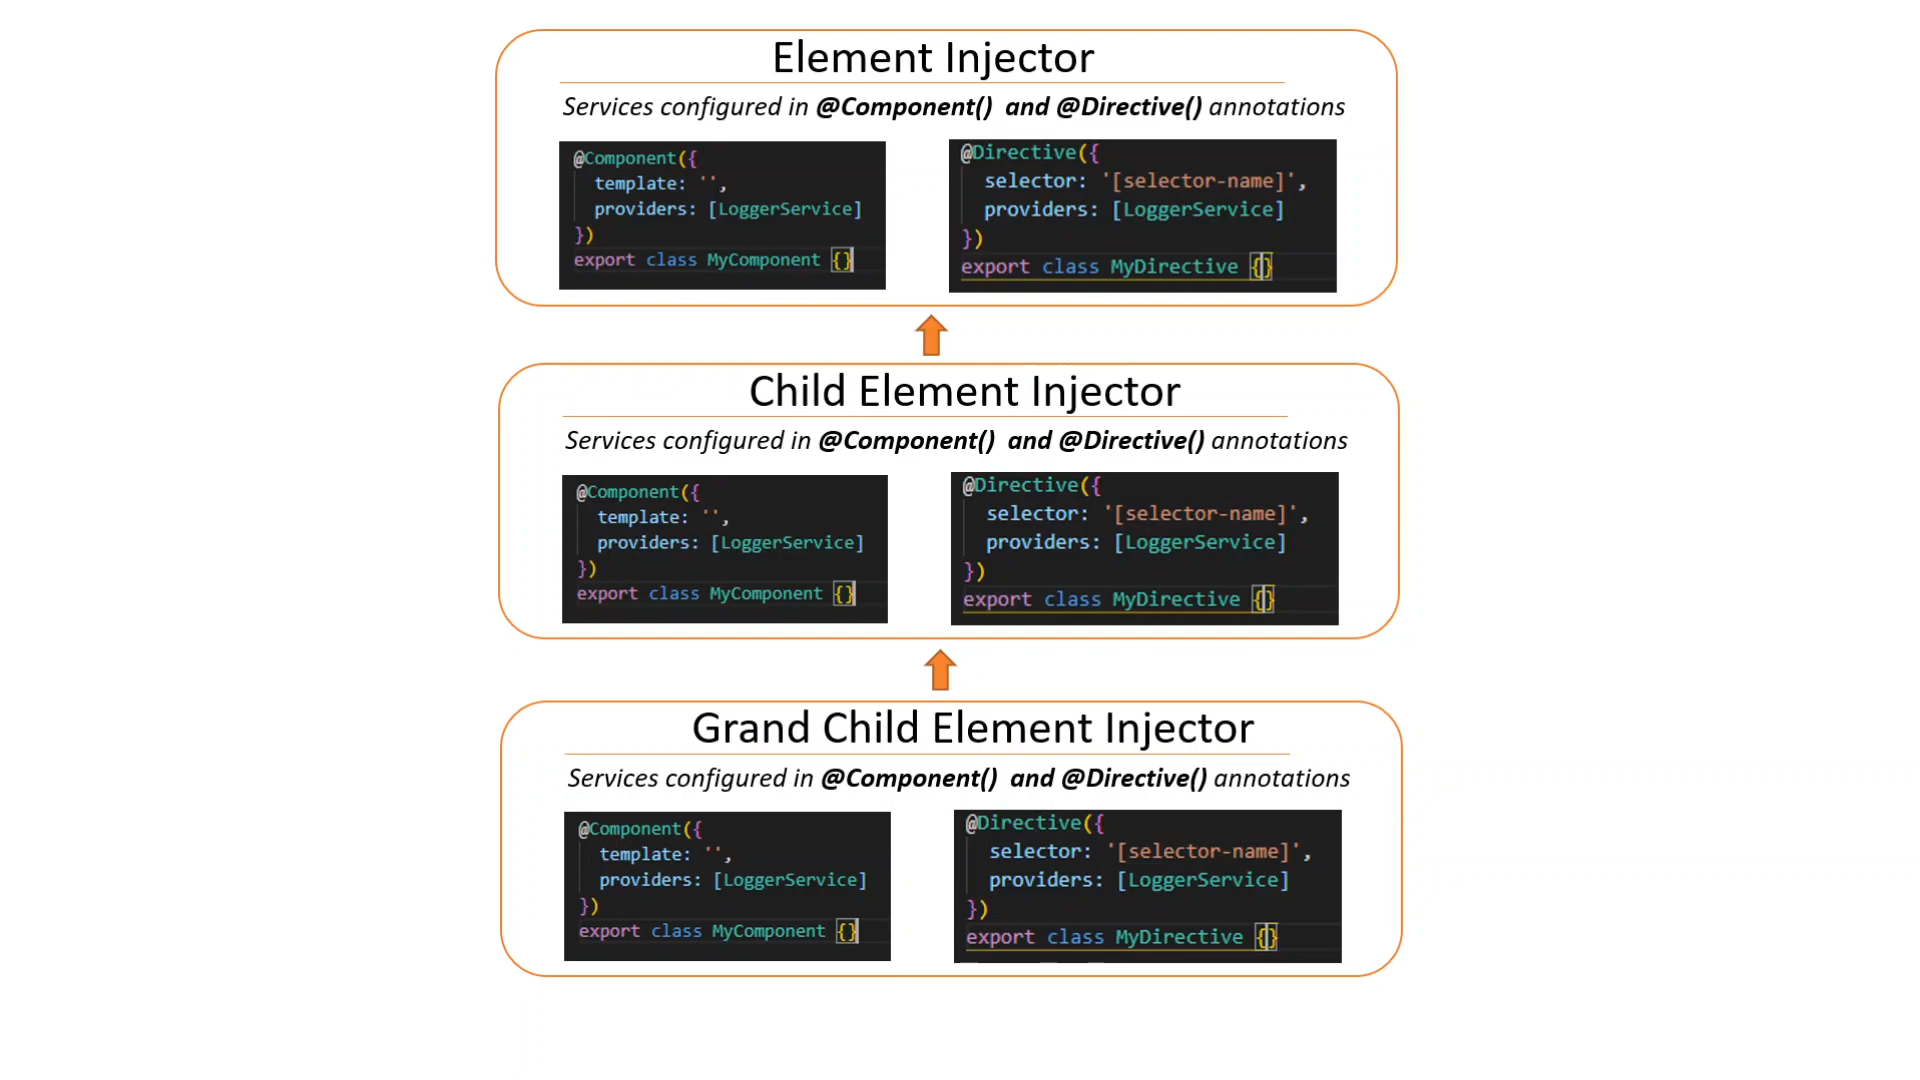 Element Injector
Services configured in @Component() and @Directive() annotations
@Component({
template: '',
providers: [LoggerService]
})
export class MyComponent {}
@Directive({
selector: '[selector-name]',
providers: [LoggerService]
})
export class MyDirective {}
Child Element Injector
Services configured in @Component() and @Directive() annotations
@Component({
template: '',
providers: [LoggerService]
})
export class MyComponent {}
@Directive({
selector: '[selector-name]',
providers: [LoggerService]
})
export class MyDirective {}
Grand Child Element Injector
Services configured in @Component() and @Directive() annotations
@Component({
template: '',
providers: [LoggerService]
})
export class MyComponent {}
@Directive({
selector: '[selector-name]',
providers: [LoggerService]
})
export class MyDirective {}